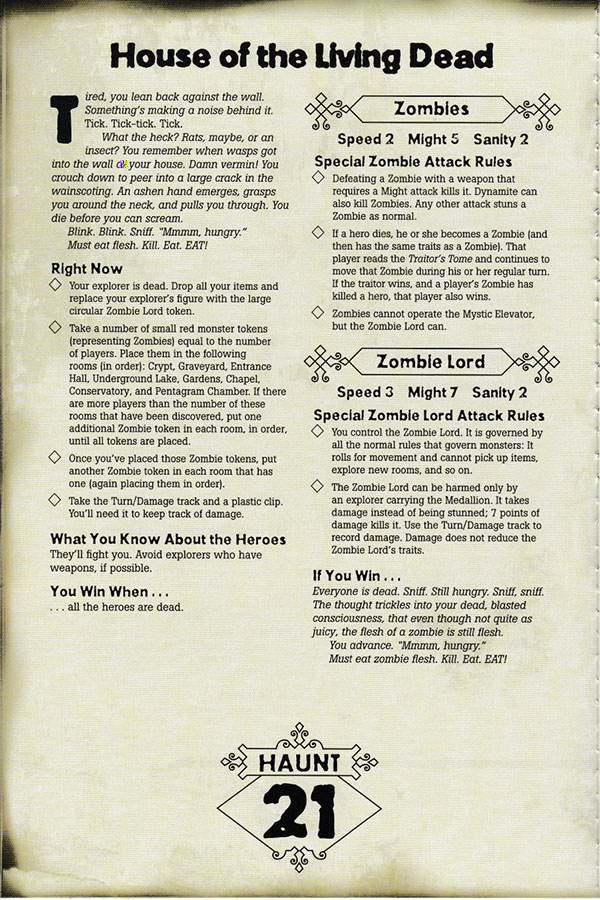 House of the Living Dead
Tired, you lean back against the wall.
Something's making a noise behind it.
Tick. Tick-tick. Tick.
What the heck? Rats, maybe, or an
insect? You remember when wasps got
into the wall at your house. Damn vermin! You
crouch down to peer into a large crack in the
wainscoting. An ashen hand emerges, grasps
you around the neck, and pulls you through. You
die before you can scream.
Blink. Blink. Sniff. "Mmmm, hungry."
Must eat flesh. Kill. Eat. EAT!
Right Now
Your explorer is dead. Drop all your items and
replace your explorer's figure with the large
circular Zombie Lord token.
Take a number of small red monster tokens
(representing Zombies) equal to the number
of players. Place them in the following
rooms (in order): Crypt, Graveyard, Entrance
Hall, Underground Lake, Gardens, Chapel,
Conservatory, and Pentagram Chamber. If there
are more players than the number of these
rooms that have been discovered, put one
additional Zombie token in each room, in order,
until all tokens are placed.
Once you've placed those Zombie tokens, put
another Zombie token in each room that has
one (again placing them in order).
Take the Turn/Damage track and a plastic clip.
You'll need it to keep track of damage.
What You Know About the Heroes
They'll fight you. Avoid explorers who have
weapons, if possible.
You Win When . . .
. . . all the heroes are dead.
Zombies
Speed 2 Might 5 Sanity 2
Special Zombie Attack Rules
Defeating a Zombie with a weapon that
requires a Might attack kills it. Dynamite can
also kill Zombies. Any other attack stuns a
Zombie as normal.
If a hero dies, he or she becomes a Zombie (and
then has the same traits as a Zombie). That
player reads the Traitor's Tome and continues to
move that Zombie during his or her regular turn.
If the traitor wins, and a player's Zombie has
killed a hero, that player also wins.
Zombies cannot operate the Mystic Elevator,
but the Zombie Lord can.
Zombie Lord
Speed 3 Might 7 Sanity 2
Special Zombie Lord Attack Rules
You control the Zombie Lord. It is governed by
all the normal rules that govern monsters: It
rolls for movement and cannot pick up items,
explore new rooms, and so on.
The Zombie Lord can be harmed only by
an explorer carrying the Medallion. It takes
damage instead of being stunned; 7 points of
damage kills it. Use the Turn/Damage track to
record damage. Damage does not reduce the
Zombie Lord's traits.
If You Win . . .
Everyone is dead. Sniff. Still hungry. Sniff, sniff.
The thought trickles into your dead, blasted
consciousness, that even though not quite as
juicy, the flesh of a zombie is still flesh.
You advance. "Mmmm, hungry."
Must eat zombie flesh. Kill. Eat. EAT!
HAUNT
21